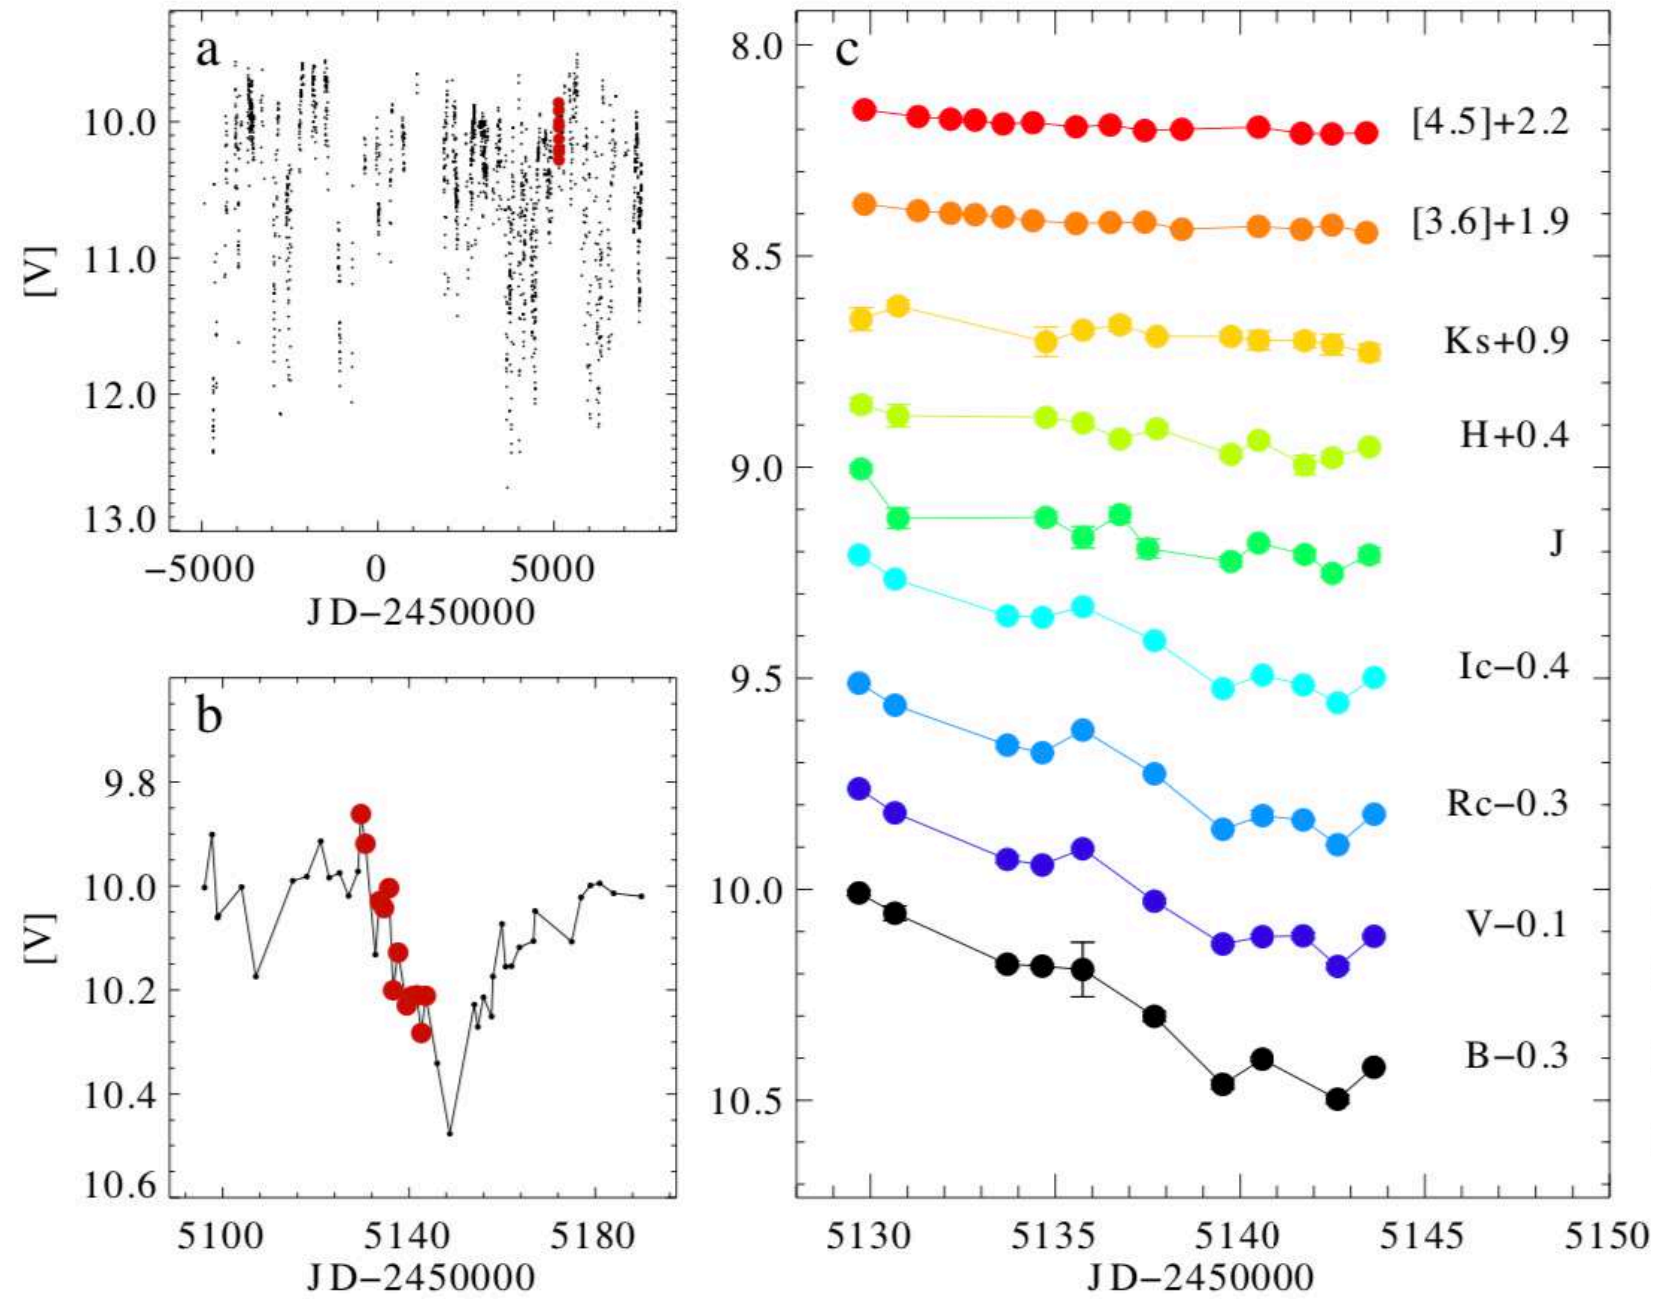 a
10.0
11.0
12.0
13.0
[V]
−5000 0 5000
JD−2450000
b
9.8
10.0
10.2
10.4
10.6
[V]
5100 5140 5180
JD−2450000
c
8.0
8.5
9.0
9.5
10.0
10.5
[4.5]+2.2
[3.6]+1.9
Ks+0.9
H+0.4
J
Ic−0.4
Rc−0.3
V−0.1
B−0.3
5130 5135 5140 5145 5150
JD−2450000